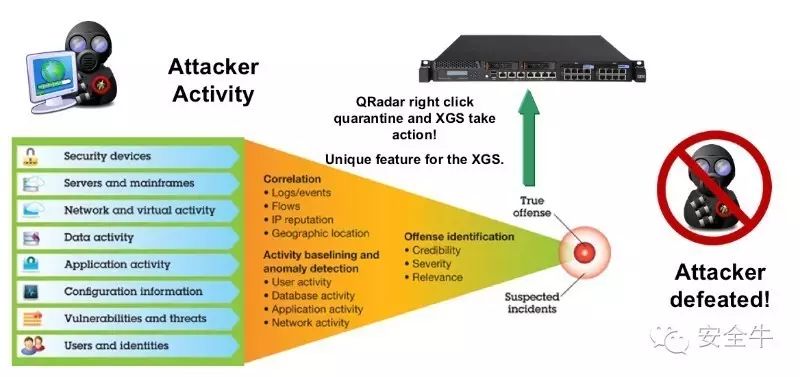 Attacker
Activity
QRadar right click
quarantine and XGS take
action!
Unique feature for the XGS.
Security devices
Servers and mainframes
Network and virtual activity
Data activity
Application activity
Configuration information
Vulnerabilities and threats
Users and identities
Correlation
• Logs/events
• Flows
• IP reputation
• Geographic location
Activity baselining and
anomaly detection
• User activity
• Database activity
• Application activity
• Network activity
Offense identification
• Credibility
• Severity
• Relevance
True
offense
Suspected
incidents
Attacker
defeated!
安全牛